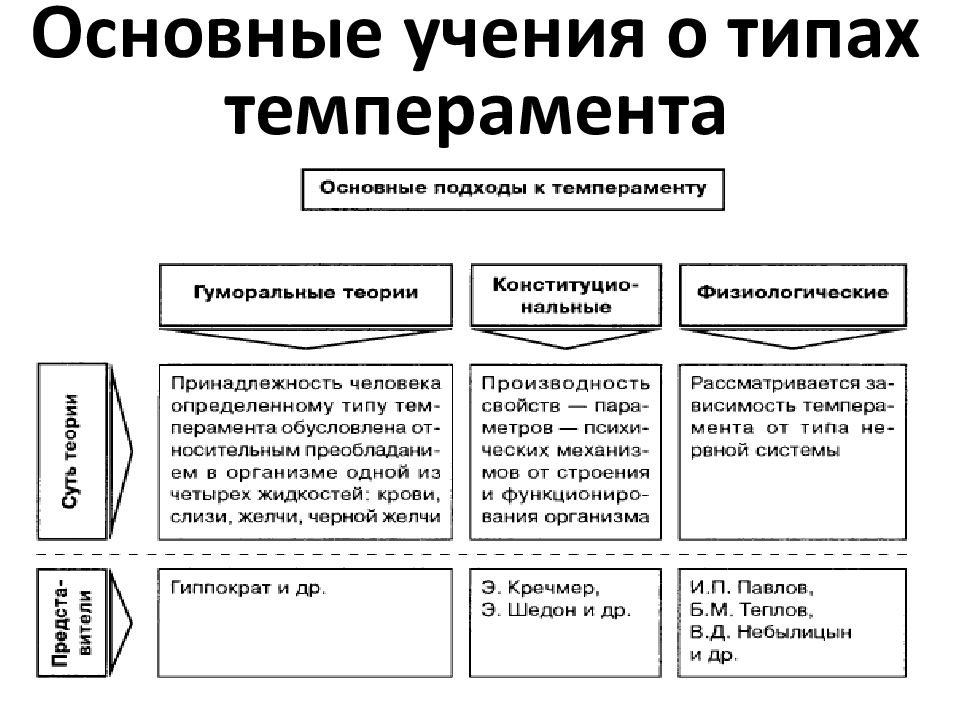 Основные учения о типах
темперамента
Основные подходы к темпераменту
Гуморальные теории
Конституцио-
нальные
Физиологические
Суть теории
Принадлежность человека
определенному типу тем-
перамента обусловлена от-
носительным преобладани-
ем в организме одной из
четырех жидкостей: крови,
слизи, желчи, черной желчи
Производность
свойств — пара-
метров — психи-
ческих механиз-
мов от строения
и функциониро-
вания организма
Рассматривается за-
висимость темпера-
мента от типа не-
рвной системы
Предста-
вители
Гиппократ и др.
Э. Кречмер,
Э. Шедон и др.
И.П. Павлов,
Б.М. Теплов,
В.Д. Небылицын
и др.